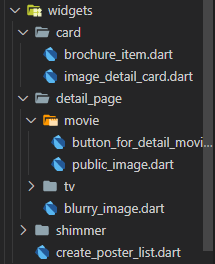 widgets
card
brochure_item.dart
image_detail_card.dart
detail_page
movie
button_for_detail_movi...
public_image.dart
tv
blurry_image.dart
shimmer
create_poster_list.dart